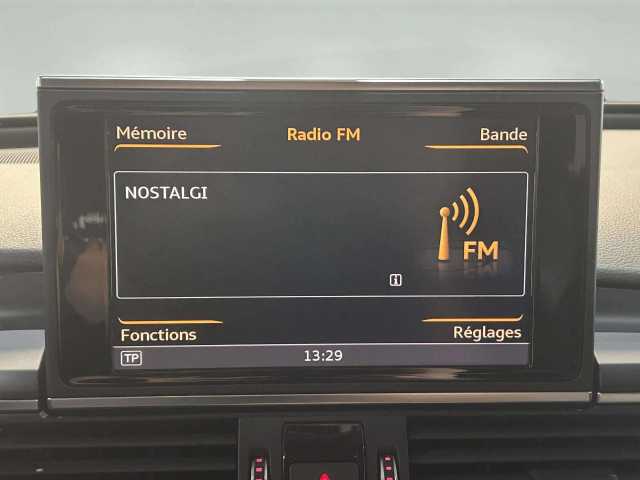 Mémoire Radio FM Bande
NOSTALGI
FM
i
Fonctions Réglages
TP 13:29